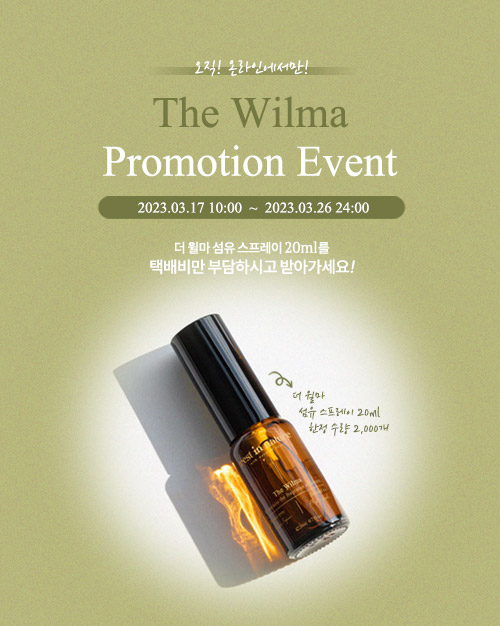 오직! 온라인에서만!
The Wilma
Promotion Event
2023.03.17 10:00 ~ 2023.03.26 24:00
더 윌마 섬유 스프레이 20ml를
택배비만 부담하시고 받아가세요!
더 윌마
섬유 스프레이 20ml
한정 수량 2,000개
rest in
The Wilma